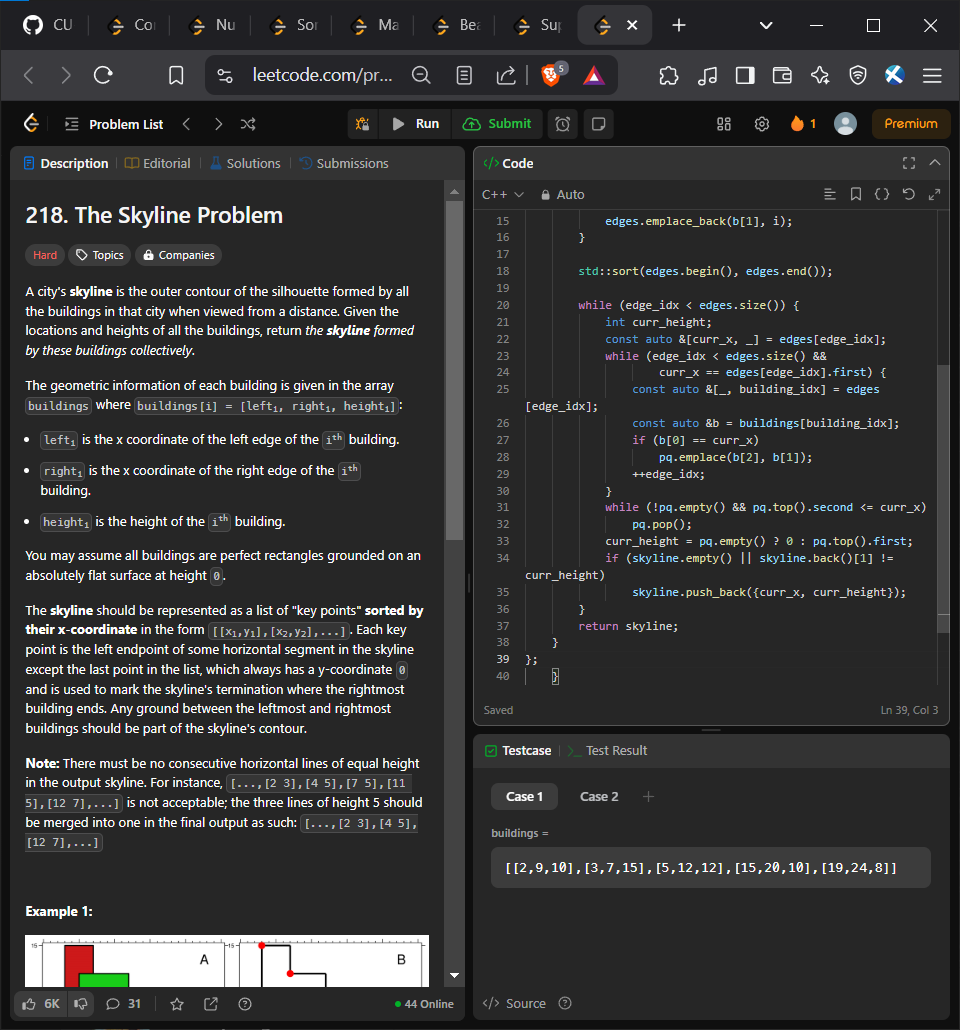 CU
Co
Nu
Sor
Ma
Bea
Sup
leetcode.com/pr...
5
Problem List
Run
Submit
1
Premium
Description
Editorial
Solutions
Submissions
218. The Skyline Problem
Hard
Topics
Companies
A city's skyline is the outer contour of the silhouette formed by all
the buildings in that city when viewed from a distance. Given the
locations and heights of all the buildings, return the skyline formed
by these buildings collectively.
The geometric information of each building is given in the array
buildings where buildings[i] = [lefti, righti, heighti]:
• lefti is the x coordinate of the left edge of the ith building.
• righti is the x coordinate of the right edge of the ith
building.
• heighti is the height of the ith building.
You may assume all buildings are perfect rectangles grounded on an
absolutely flat surface at height 0.
The skyline should be represented as a list of "key points" sorted by
their x-coordinate in the form [[x1,y1],[x2,y2],...]. Each key
point is the left endpoint of some horizontal segment in the skyline
except the last point in the list, which always has a y-coordinate 0
and is used to mark the skyline's termination where the rightmost
building ends. Any ground between the leftmost and rightmost
buildings should be part of the skyline's contour.
Note: There must be no consecutive horizontal lines of equal height
in the output skyline. For instance, [...,[2 3],[4 5],[7 5],[11
5],[12 7],...] is not acceptable; the three lines of height 5 should
be merged into one in the final output as such: [...,[2 3],[4 5],
[12 7],...]
Example 1:
15
A
15
B
6K
31
44 Online
Code
C++
Auto
15 edges.emplace_back(b[1], i);
16 }
17
18 std::sort(edges.begin(), edges.end());
19
20 while (edge_idx < edges.size()) {
21 int curr_height;
22 const auto &[curr_x, _] = edges[edge_idx];
23 while (edge_idx < edges.size() &&
24 curr_x == edges[edge_idx].first) {
25 const auto &[_, building_idx] = edges
[edge_idx];
26 const auto &b = buildings[building_idx];
27 if (b[0] == curr_x)
28 pq.emplace(b[2], b[1]);
29 ++edge_idx;
30 }
31 while (!pq.empty() && pq.top().second <= curr_x)
32 pq.pop();
33 curr_height = pq.empty() ? 0 : pq.top().first;
34 if (skyline.empty() || skyline.back()[1] !=
curr_height)
35 skyline.push_back({curr_x, curr_height});
36 }
37 return skyline;
38 }
39 };
40 }
Saved
Ln 39, Col 3
Testcase
Test Result
Case 1
Case 2
buildings =
[[2,9,10],[3,7,15],[5,12,12],[15,20,10],[19,24,8]]
Source